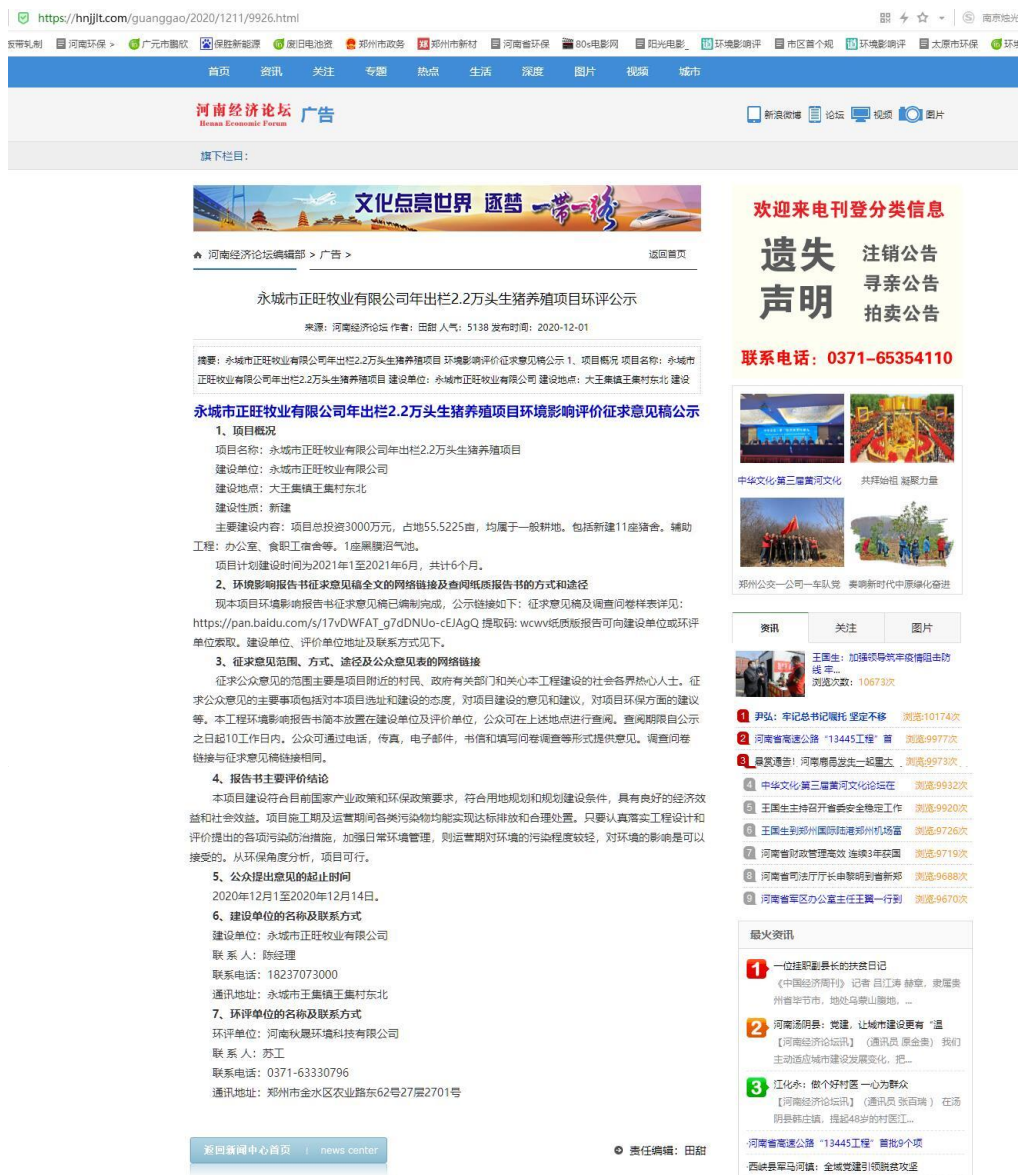 https://hnjjlt.com/guanggao/2020/1211/9926.html
南京烛光
板带轧制 河南环保 > 广元市鹏欣 保胜新能源 废旧电池资 郑州市政务 郑州市新材 河南省环保 80s电影网 阳光电影_ 环境影响评 市区首个规 环境影响评 太原市环保 环境
首页 资讯 关注 专题 热点 生活 深度 图片 视频 城市
河南经济论坛 广告
Henan Economic Forum
新浪微博 论坛 视频 图片
旗下栏目：
文化点亮世界 逐梦 一带一路
河南经济论坛编辑部 > 广告 >
返回首页
永城市正旺牧业有限公司年出栏2.2万头生猪养殖项目环评公示
来源：河南经济论坛 作者：田甜 人气：5138 发布时间：2020-12-01
摘要：永城市正旺牧业有限公司年出栏2.2万头生猪养殖项目 环境影响评价征求意见稿公示 1、项目概况 项目名称：永城市
正旺牧业有限公司年出栏2.2万头生猪养殖项目 建设单位：永城市正旺牧业有限公司 建设地点：大王集镇王集村东北 建设
永城市正旺牧业有限公司年出栏2.2万头生猪养殖项目环境影响评价征求意见稿公示
1、项目概况
项目名称：永城市正旺牧业有限公司年出栏2.2万头生猪养殖项目
建设单位：永城市正旺牧业有限公司
建设地点：大王集镇王集村东北
建设性质：新建
主要建设内容：项目总投资3000万元，占地55.5225亩，均属于一般耕地。包括新建11座猪舍。辅助
工程：办公室、食职工宿舍等。1座黑膜沼气池。
项目计划建设时间为2021年1至2021年6月，共计6个月。
2、环境影响报告书征求意见稿全文的网络链接及查阅纸质报告书的方式和途径
现本项目环境影响报告书征求意见稿已编制完成，公示链接如下：征求意见稿及调查问卷样表详见：
https://pan.baidu.com/s/17vDWFAT_g7dDNUo-cEJAgQ 提取码: wcwv纸质版报告可向建设单位或环评
单位索取。建设单位、评价单位地址及联系方式见下。
3、征求意见范围、方式、途径及公众意见表的网络链接
征求公众意见的范围主要是项目附近的村民、政府有关部门和关心本工程建设的社会各界热心人士。征
求公众意见的主要事项包括对本项目选址和建设的态度，对项目建设的意见和建议，对项目环保方面的建议
等。本工程环境影响报告书简本放置在建设单位及评价单位，公众可在上述地点进行查阅。查阅期限自公示
之日起10工作日内。公众可通过电话，传真，电子邮件，书信和填写问卷调查等形式提供意见。调查问卷
链接与征求意见稿链接相同。
4、报告书主要评价结论
本项目建设符合目前国家产业政策和环保政策要求，符合用地规划和规划建设条件，具有良好的经济效
益和社会效益。项目施工期及运营期间各类污染物均能实现达标排放和合理处置。只要认真落实工程设计和
评价提出的各项污染防治措施，加强日常环境管理，则运营期对环境的污染程度较轻，对环境的影响是可以
接受的。从环保角度分析，项目可行。
5、公众提出意见的起止时间
2020年12月1至2020年12月14日。
6、建设单位的名称及联系方式
建设单位：永城市正旺牧业有限公司
联 系 人：陈经理
联系电话：18237073000
通讯地址：永城市王集镇王集村东北
7、环评单位的名称及联系方式
环评单位：河南秋晟环境科技有限公司
联 系 人：苏工
联系电话：0371-63330796
通讯地址：郑州市金水区农业路东62号27层2701号
返回新闻中心首页 | news center
责任编辑：田甜
欢迎来电刊登分类信息
遗失
声明
注销公告
寻亲公告
拍卖公告
联系电话：0371-65354110
中华文化·第三届黄河文化 共拜始祖 凝聚力量
郑州公交一公司一车队党 奏响新时代中原绿化奋进
资讯 关注 图片
王国生：加强领导筑牢疫情阻击防
线 牢...
浏览次数：10673次
1 尹弘：牢记总书记嘱托 坚定不移 浏览:10174次
2 河南省高速公路“13445工程”首 浏览:9977次
3 悬赏通告！河南扇邑发生一起重大 浏览:9973次
4 中华文化·第三届黄河文化论坛在 浏览:9932次
5 王国生主持召开省委安全稳定工作 浏览:9920次
6 王国生到郑州国际陆港郑州机场富 浏览:9726次
7 河南省财政管理高效 连续3年获国 浏览:9719次
8 河南省司法厅厅长申黎明到省新郑 浏览:9688次
9 河南省军区办公室主任王翼一行到 浏览:9670次
最火资讯
1 一位挂职副县长的扶贫日记
《中国经济周刊》 记者 吕江涛 赫章，隶属贵
州省毕节市，地处乌蒙山腹地，...
2 河南汤阴县：党建，让城市建设更有“温
【河南经济论坛讯】（通讯员 原金贵） 我们
主动适应城市建设发展变化，把...
3 江化永：做个好村医 一心为群众
【河南经济论坛讯】（通讯员 张百瑞 ） 在汤
阴县韩庄镇，提起48岁的村医江...
·河南省高速公路“13445工程”首批9个项
·西峡县军马河镇：全域党建引领脱贫攻坚